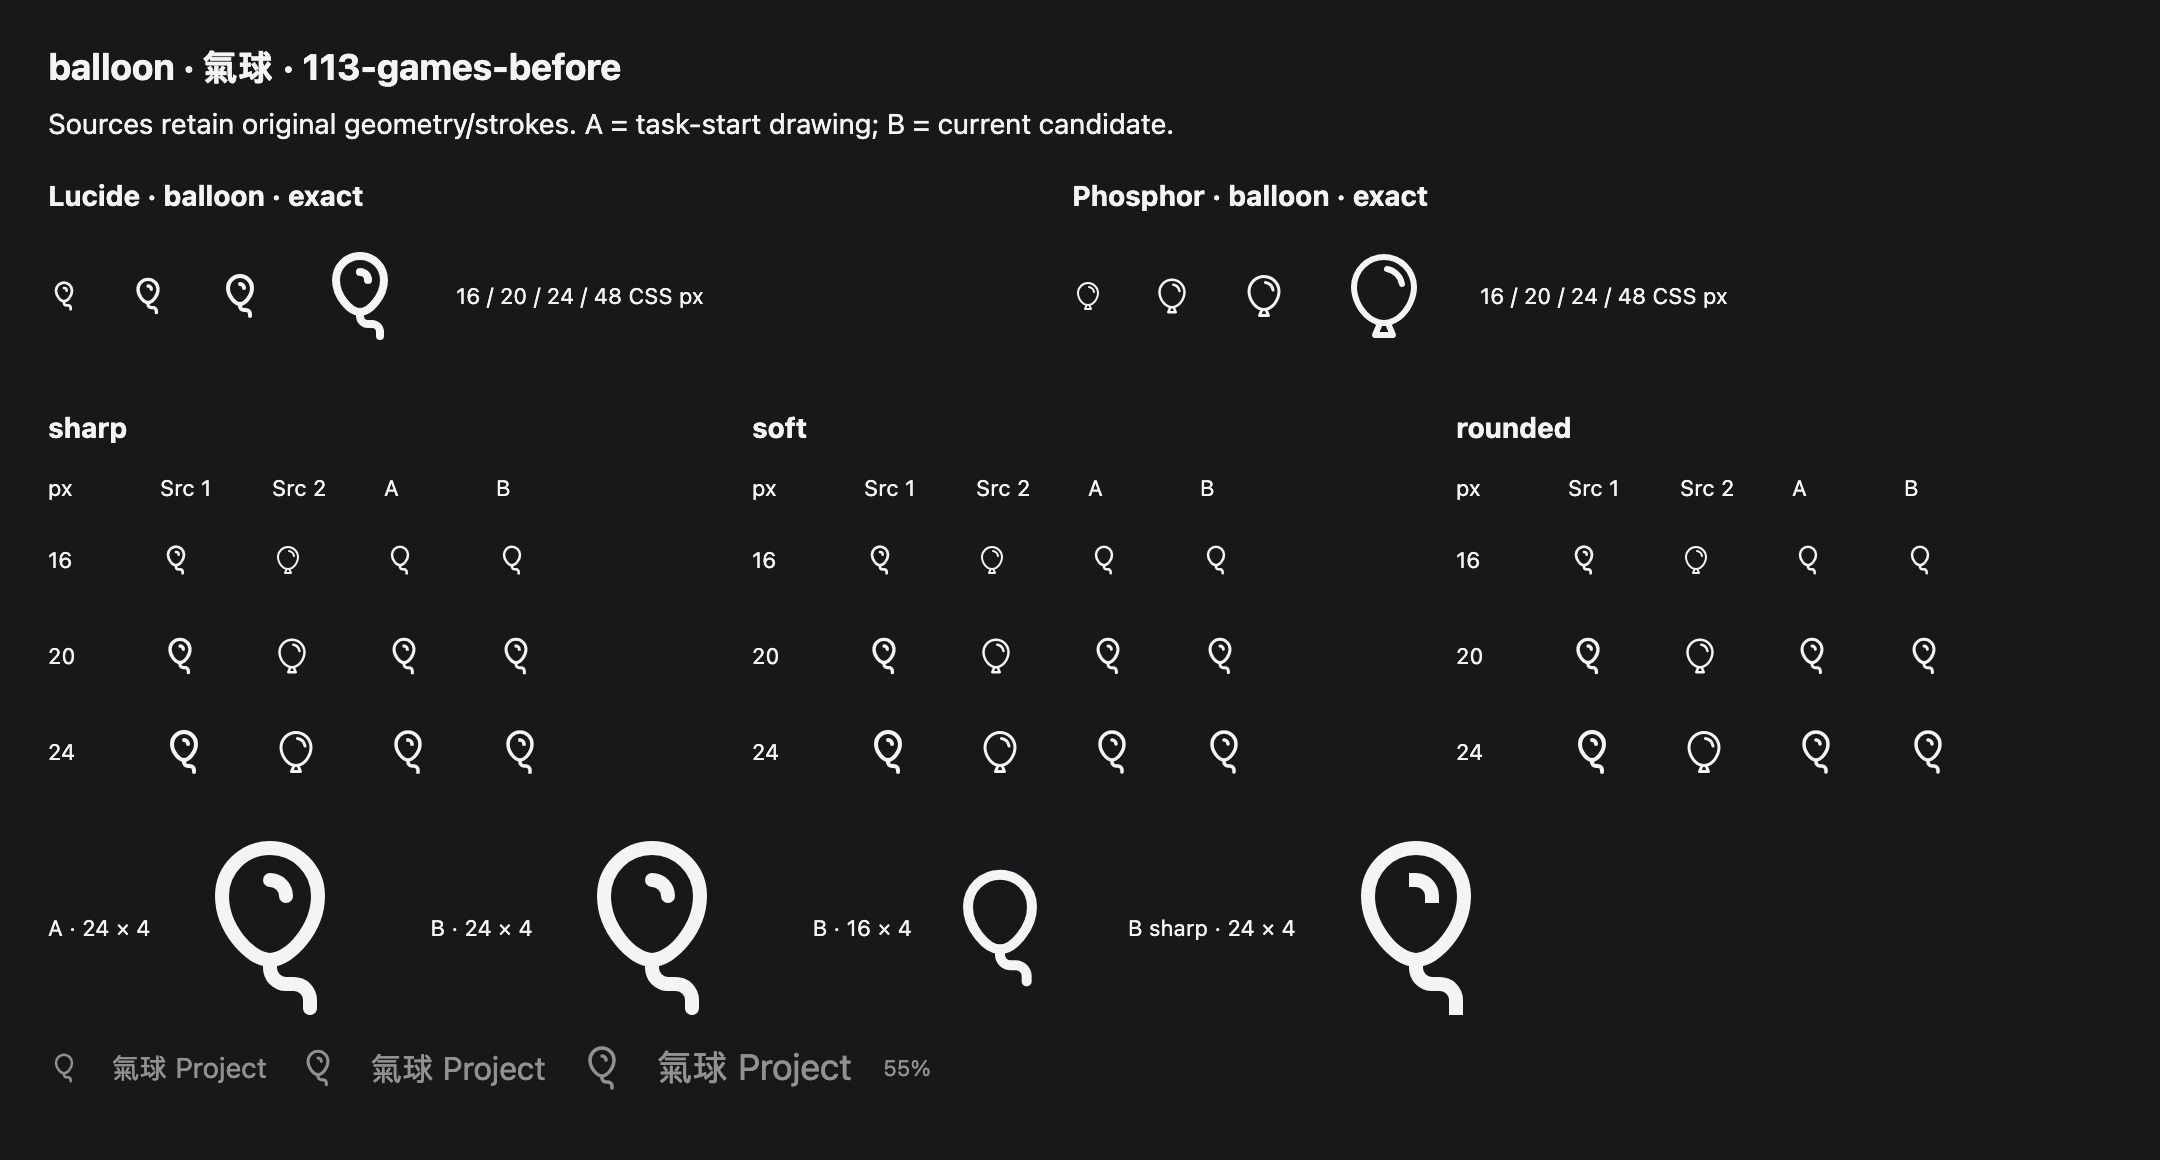 balloon · 氣球 · 113-games-before
Sources retain original geometry/strokes. A = task-start drawing; B = current candidate.
Lucide · balloon · exact
16 / 20 / 24 / 48 CSS px
Phosphor · balloon · exact
16 / 20 / 24 / 48 CSS px
sharp
px Src 1 Src 2 A B
16
20
24
soft
px Src 1 Src 2 A B
16
20
24
rounded
px Src 1 Src 2 A B
16
20
24
A · 24 × 4
B · 24 × 4
B · 16 × 4
B sharp · 24 × 4
氣球 Project 氣球 Project 氣球 Project 55%